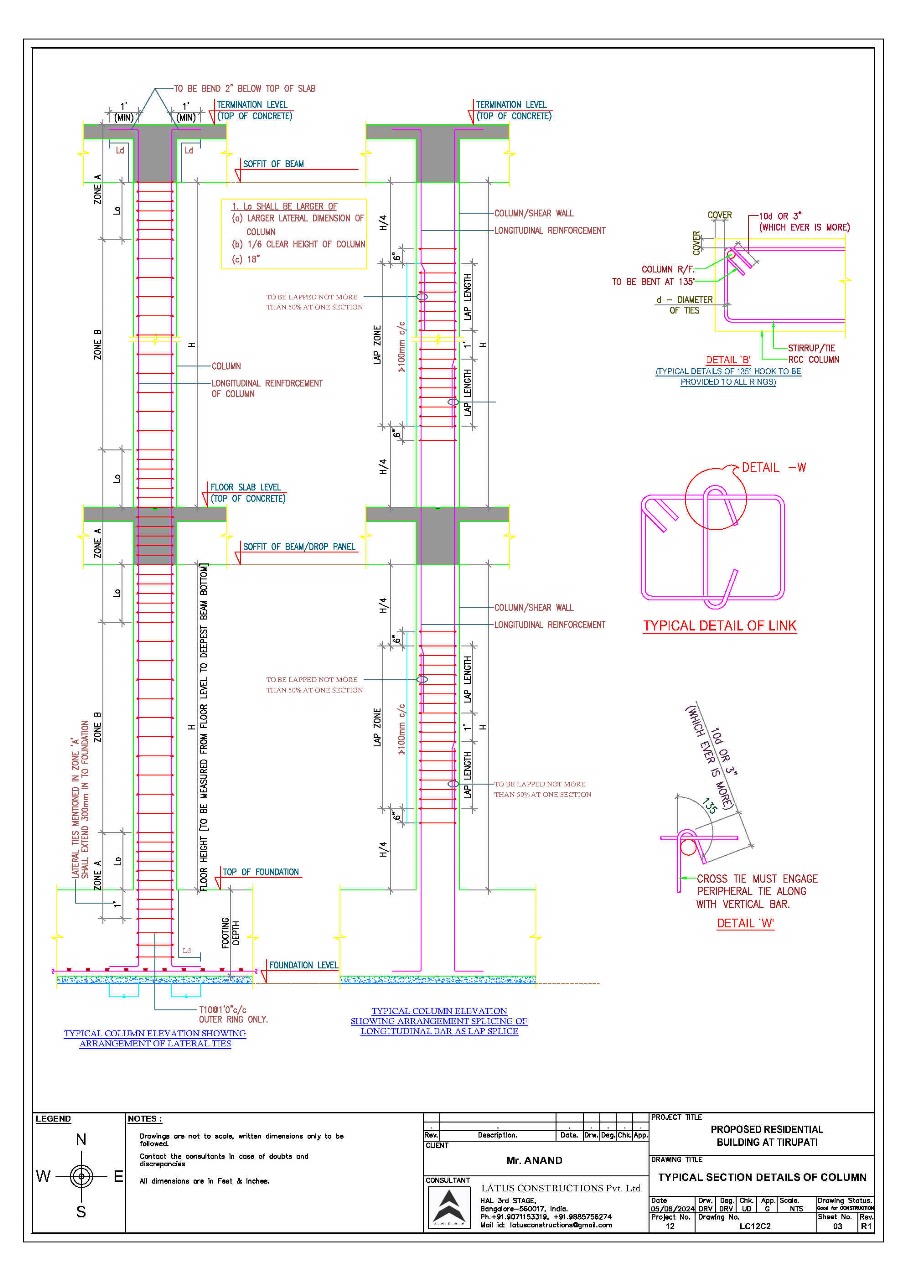 TO BE BEND 2" BELOW TOP OF SLAB
1'
(MIN)
1'
(MIN)
TERMINATION LEVEL
(TOP OF CONCRETE)
Ld
Ld
SOFFIT OF BEAM
ZONE A
Lo
1. Lo SHALL BE LARGER OF
(a) LARGER LATERAL DIMENSION OF
COLUMN
(b) 1/6 CLEAR HEIGHT OF COLUMN
(c) 18"
ZONE B
H
COLUMN
LONGITUDINAL REINFORCEMENT
OF COLUMN
Lo
FLOOR SLAB LEVEL
(TOP OF CONCRETE)
ZONE A
SOFFIT OF BEAM/DROP PANEL
Lo
FLOOR HEIGHT [TO BE MEASURED FROM FLOOR LEVEL TO DEEPEST BEAM BOTTOM]
ZONE B
H
LATERAL TIES MENTIONED IN ZONE 'A'
SHALL EXTEND 300mm IN TO FOUNDATION
Lo
ZONE A
1'
TOP OF FOUNDATION
FOOTING
DEPTH
Ld
FOUNDATION LEVEL
T10@1'0"c/c
OUTER RING ONLY.
TYPICAL COLUMN ELEVATION SHOWING
ARRANGEMENT OF LATERAL TIES
TERMINATION LEVEL
(TOP OF CONCRETE)
H/4
COLUMN/SHEAR WALL
LONGITUDINAL REINFORCEMENT
6"
TO BE LAPPED NOT MORE
THAN 50% AT ONE SECTION
LAP ZONE
>100mm c/c
LAP LENGTH
1'
LAP LENGTH
H
6"
H/4
H/4
COLUMN/SHEAR WALL
LONGITUDINAL REINFORCEMENT
6"
TO BE LAPPED NOT MORE
THAN 50% AT ONE SECTION
LAP ZONE
>100mm c/c
LAP LENGTH
1'
LAP LENGTH
H
TO BE LAPPED NOT MORE
THAN 50% AT ONE SECTION
6"
H/4
TYPICAL COLUMN ELEVATION
SHOWING ARRANGEMENT SPLICING OF
LONGITUDINAL BAR AS LAP SPLICE
COVER
COVER
10d OR 3"
(WHICH EVER IS MORE)
COLUMN R/F.
TO BE BENT AT 135°
d - DIAMETER
OF TIES
STIRRUP/TIE
RCC COLUMN
DETAIL 'B'
(TYPICAL DETAILS OF 135° HOOK TO BE
PROVIDED TO ALL RINGS)
DETAIL -W
TYPICAL DETAIL OF LINK
10d OR 3"
(WHICH EVER IS MORE)
135
CROSS TIE MUST ENGAGE
PERIPHERAL TIE ALONG
WITH VERTICAL BAR.
DETAIL 'W'
LEGEND
N
W E
S
NOTES :
Drawings are not to scale, written dimensions only to be
followed.
Contact the consultants in case of doubts and
discrepancies
All dimensions are in Feet & Inches.
Rev. Description. Date. Drw. Deg. Chk. App.
CLIENT
Mr. ANAND
CONSULTANT
LATUS CONSTRUCTIONS Pvt. Ltd
HAL 3rd STAGE,
Bangalore-560017, India.
Ph.+91.9071153319, +91.9885756274
Mail id: latusconstructions@gmail.com
PROJECT TITLE
PROPOSED RESIDENTIAL
BUILDING AT TIRUPATI
DRAWING TITLE
TYPICAL SECTION DETAILS OF COLUMN
Date Drw. Deg. Chk. App. Scale. Drawing Status.
05/08/2024 DRV DRV UD G NTS Good for CONSTRUCTION
Project No. Drawing No. Sheet No. Rev.
12 LC12C2 03 R1